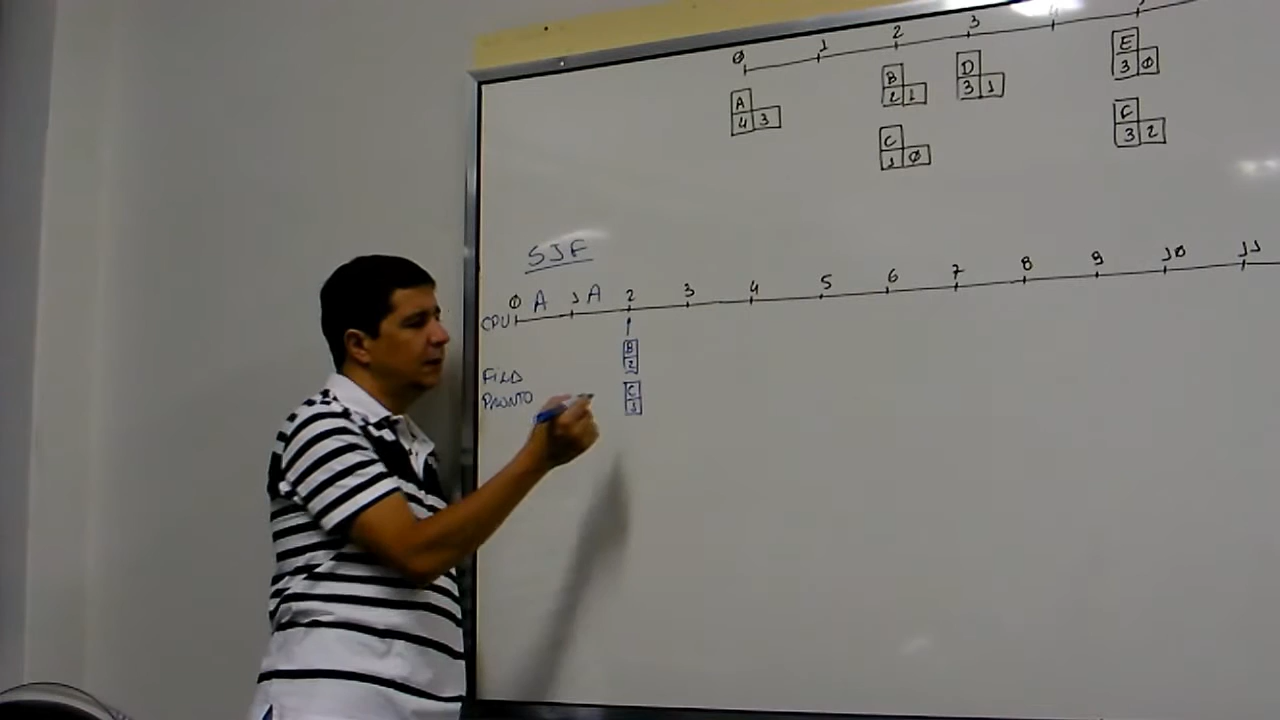 0 1 2 3 4
A B D E
4 3 2 1 3 1 3 0
C F
1 0 3 2
SJF
0 A 1 A 2 3 4 5 6 7 8 9 10 11
CPU
B
2
FILA
PRONTO
C
1